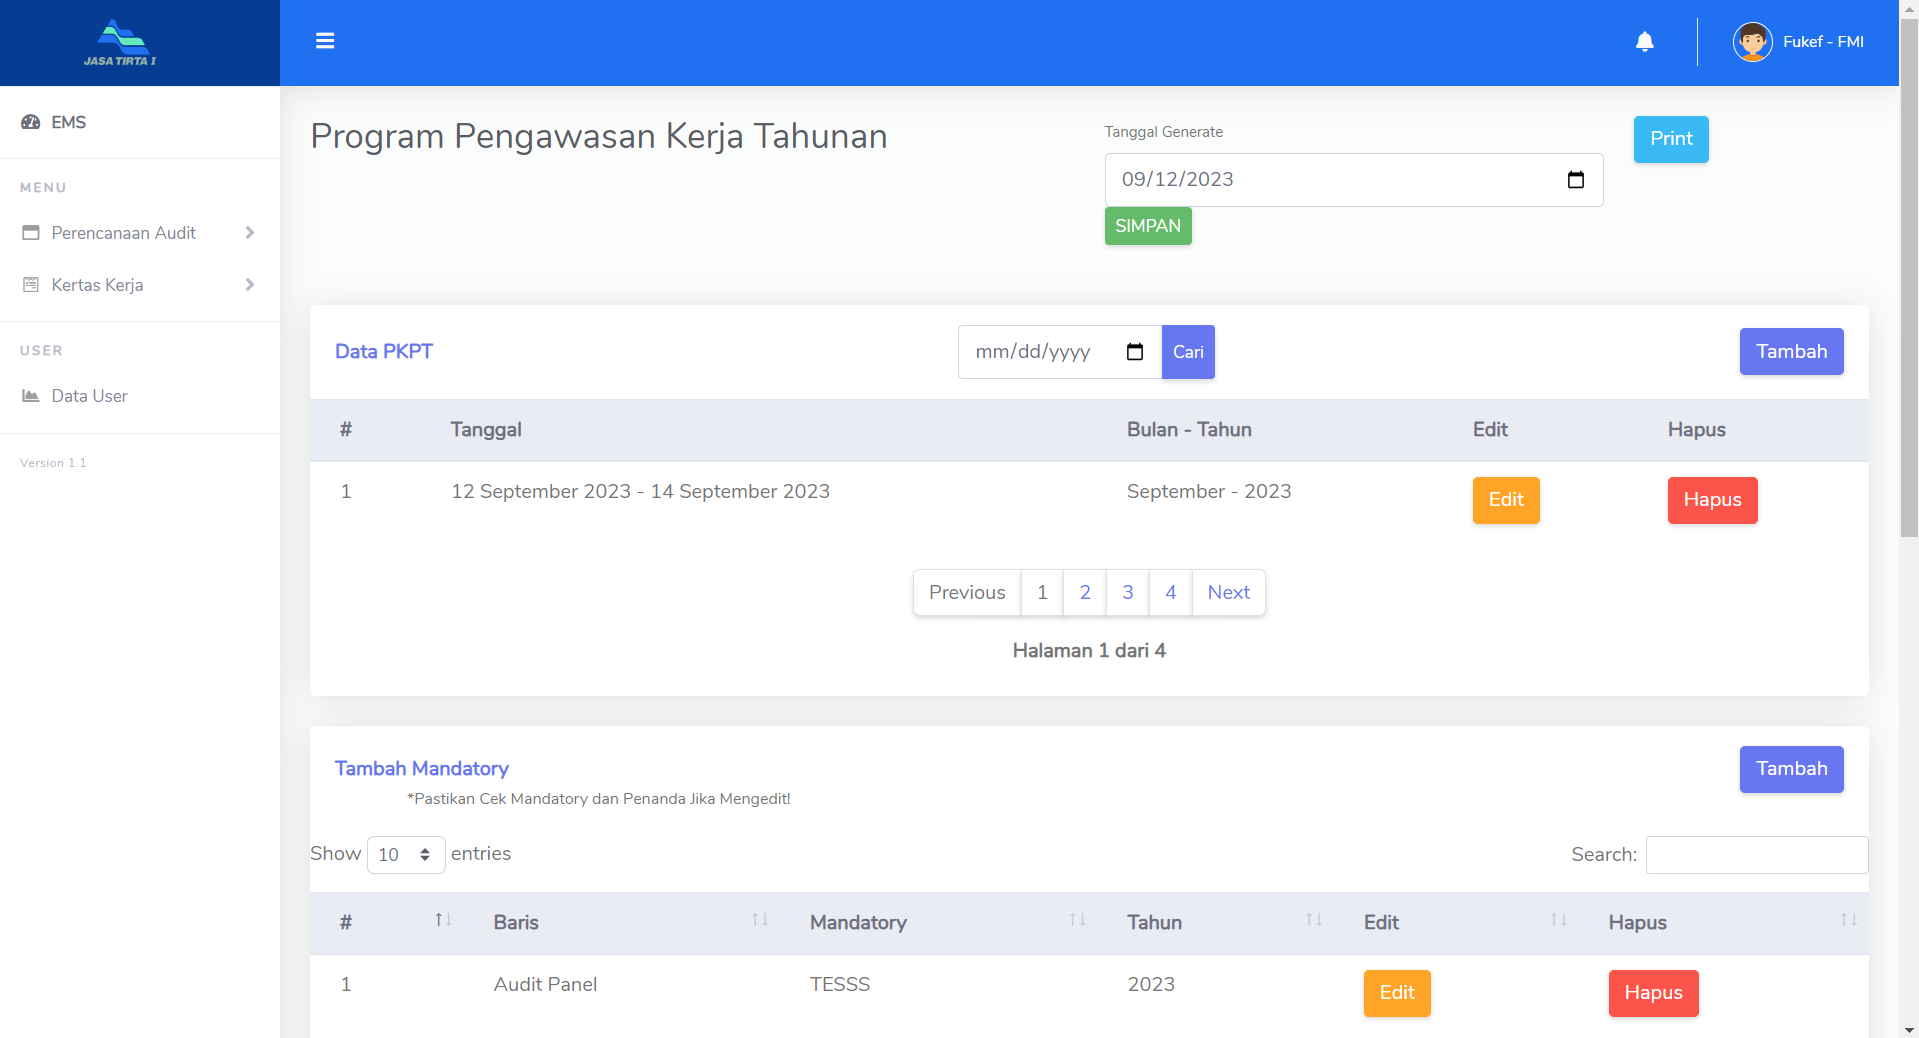 JASA TIRTA I
Fukef - FMI
EMS
MENU
Perencanaan Audit
Kertas Kerja
USER
Data User
Version 1.1
Program Pengawasan Kerja Tahunan
Tanggal Generate
09/12/2023
SIMPAN
Print
Data PKPT
mm/dd/yyyy
Cari
Tambah
# Tanggal Bulan - Tahun Edit Hapus
1 12 September 2023 - 14 September 2023 September - 2023 Edit Hapus
Previous 1 2 3 4 Next
Halaman 1 dari 4
Tambah Mandatory
Tambah
*Pastikan Cek Mandatory dan Penanda Jika Mengedit!
Show 10 entries
Search:
# Baris Mandatory Tahun Edit Hapus
1 Audit Panel TESSS 2023 Edit Hapus